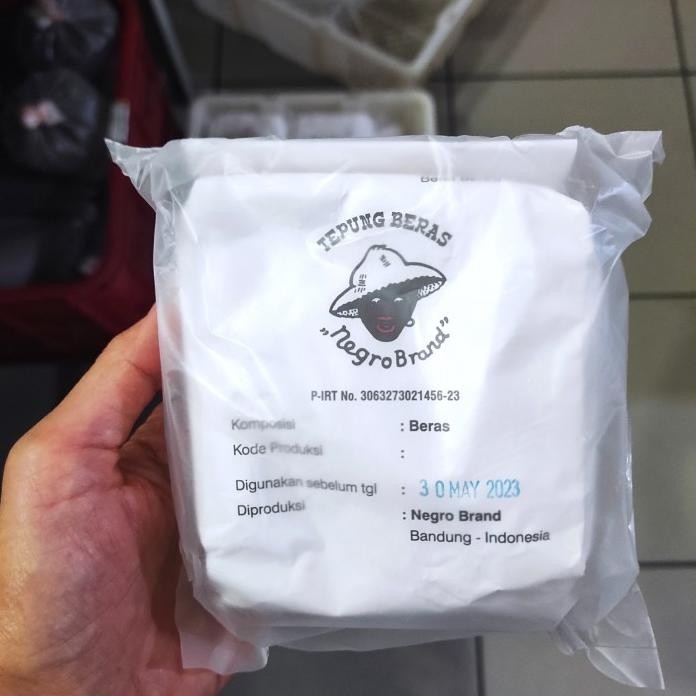 TEPUNG BERAS
„Negro Brand”
P-IRT No. 3063273021456-23
Komposisi : Beras
Kode Produksi :
Digunakan sebelum tgl : 30 MAY 2023
Diproduksi : Negro Brand
Bandung - Indonesia